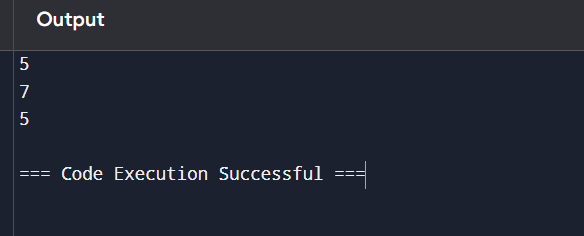 Output
5
7
5
=== Code Execution Successful ===